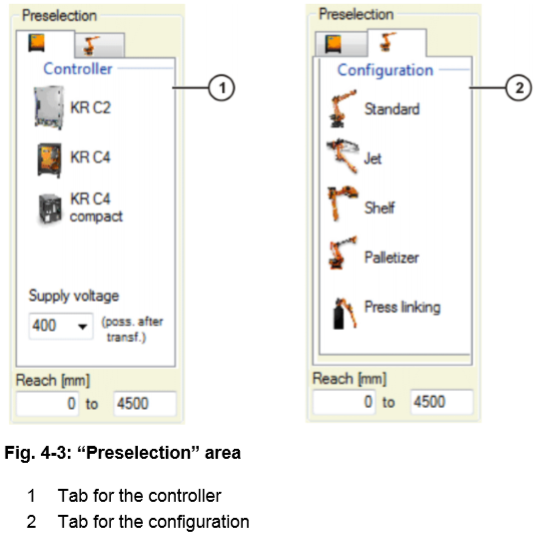 Preselection
Controller
1
KR C2
KR C4
KR C4
compact
Supply voltage
400
(poss. after
transf.)
Reach [mm]
0 to 4500
Preselection
Configuration
2
Standard
Jet
Shelf
Palletizer
Press linking
Reach [mm]
0 to 4500
Fig. 4-3: “Preselection” area
1 Tab for the controller
2 Tab for the configuration